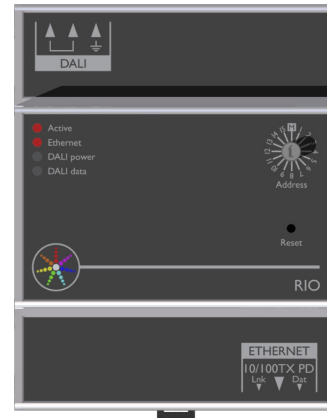 DALI
Active
Ethernet
DALI power
DALI data
M
Address
Reset
RIO
ETHERNET
10/100TX PD
Lnk Dat